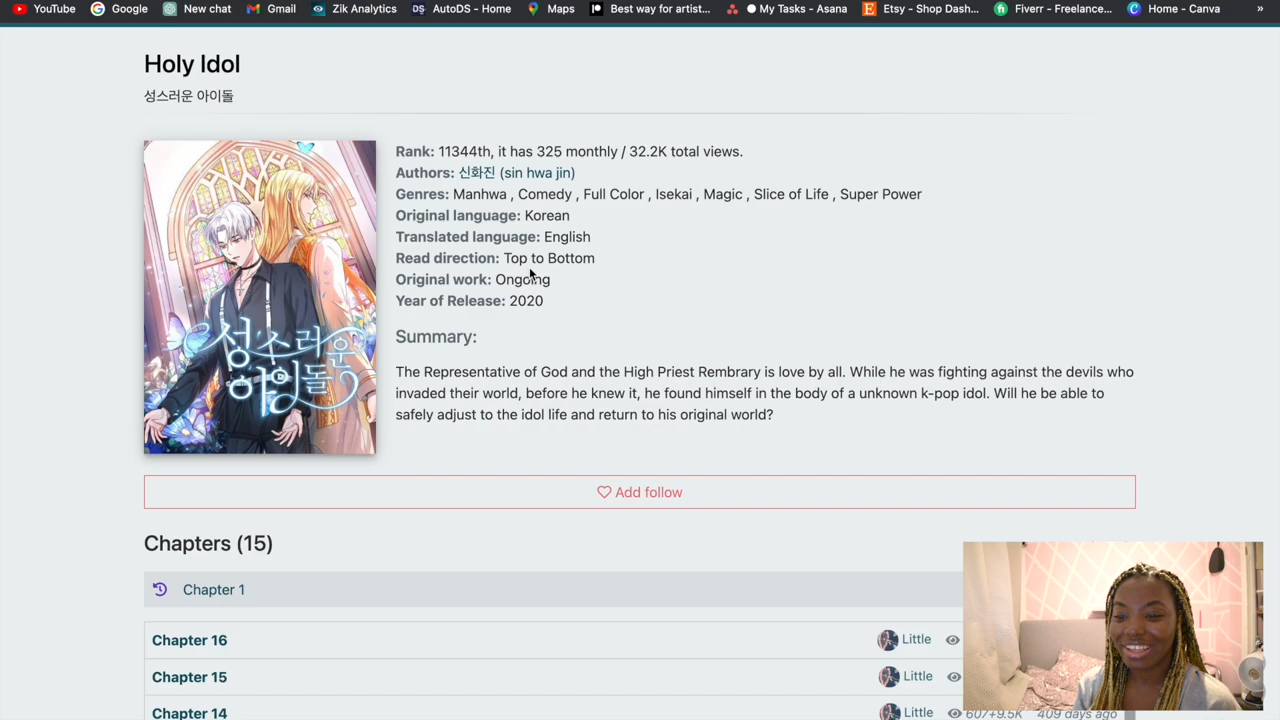 YouTube Google New chat Gmail Zik Analytics DS AutoDS - Home Maps Best way for artist... My Tasks - Asana Etsy - Shop Dash... Fiverr - Freelance... Home - Canva »
Holy Idol
성스러운 아이돌
Rank: 11344th, it has 325 monthly / 32.2K total views.
Authors: 신화진 (sin hwa jin)
Genres: Manhwa , Comedy , Full Color , Isekai , Magic , Slice of Life , Super Power
Original language: Korean
Translated language: English
Read direction: Top to Bottom
Original work: Ongoing
Year of Release: 2020
성스러운
아이돌
Summary:
The Representative of God and the High Priest Rembrary is love by all. While he was fighting against the devils who
invaded their world, before he knew it, he found himself in the body of a unknown k-pop idol. Will he be able to
safely adjust to the idol life and return to his original world?
Add follow
Chapters (15)
Chapter 1
Chapter 16 Little
Chapter 15 Little
Chapter 14 Little 607+9.5K 409 days ago